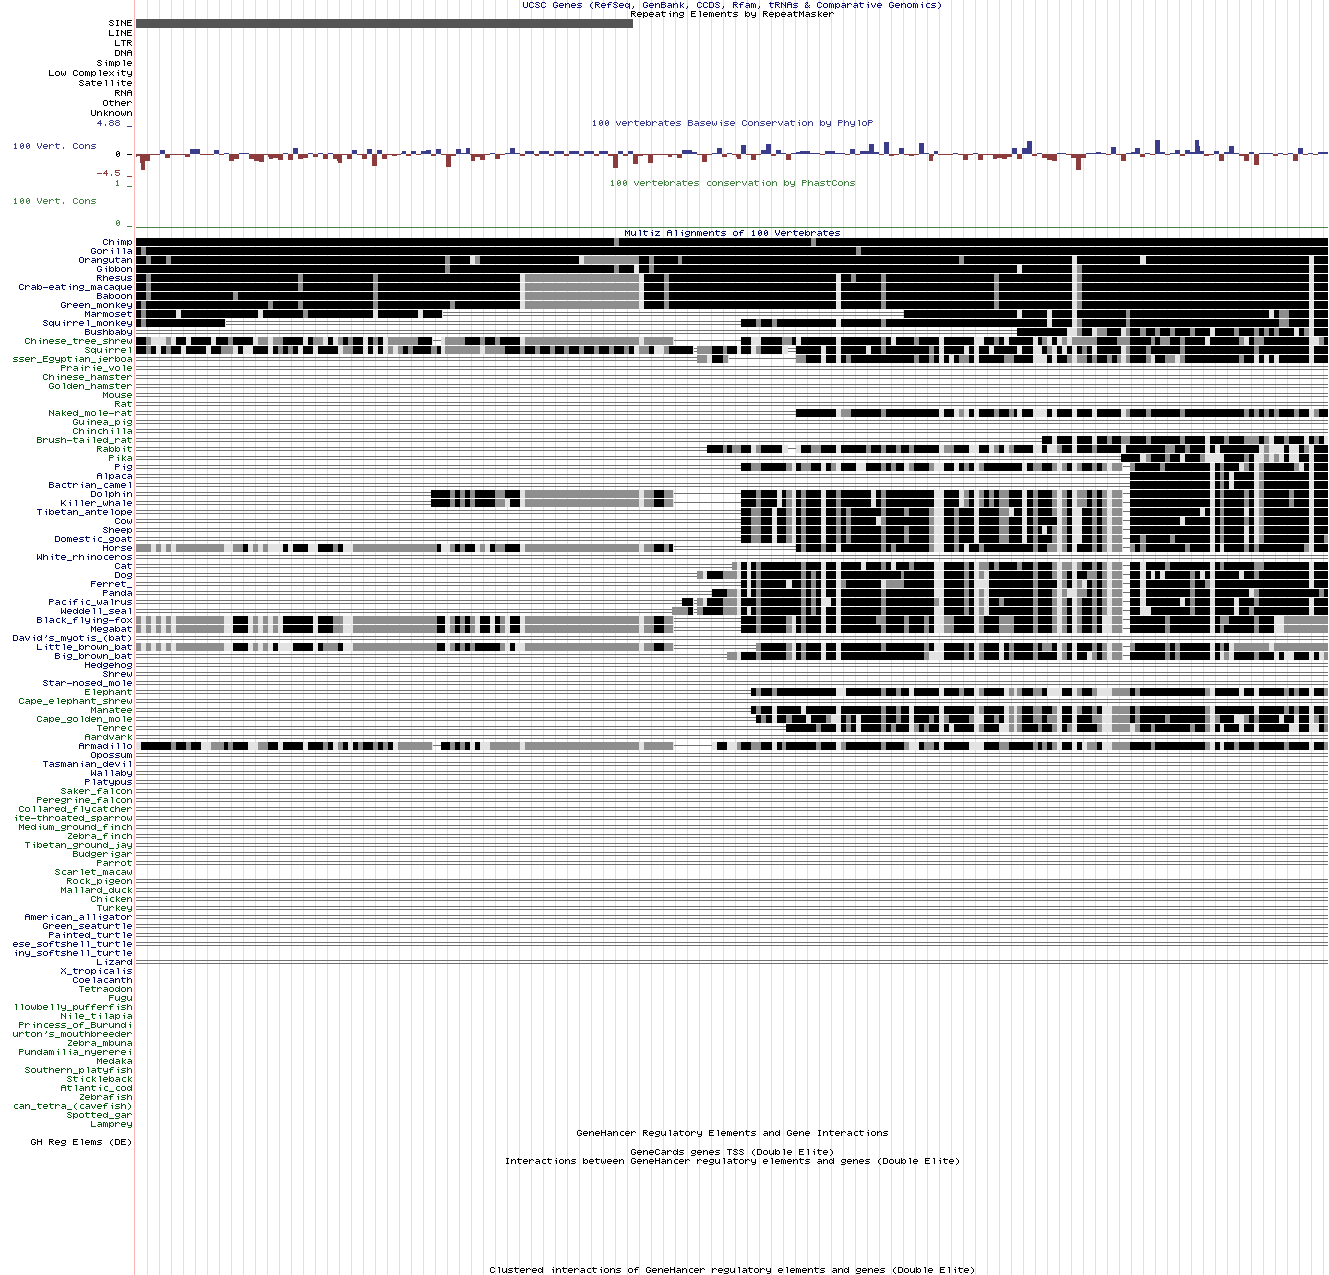 UCSC Genes (RefSeq, GenBank, CCDS, Rfam, tRNAs & Comparative Genomics)
Repeating Elements by RepeatMasker
SINE
LINE
LTR
DNA
Simple
Low Complexity
Satellite
RNA
Other
Unknown
4.88 _
100 vertebrates Basewise Conservation by PhyloP
100 Vert. Cons
0 -
-4.5 _
1 _
100 vertebrates conservation by PhastCons
100 Vert. Cons
0 _
Multiz Alignments of 100 Vertebrates
Chimp
Gorilla
Orangutan
Gibbon
Rhesus
Crab-eating_macaque
Baboon
Green_monkey
Marmoset
Squirrel_monkey
Bushbaby
Chinese_tree_shrew
Squirrel
sser_Egyptian_jerboa
Prairie_vole
Chinese_hamster
Golden_hamster
Mouse
Rat
Naked_mole-rat
Guinea_pig
Chinchilla
Brush-tailed_rat
Rabbit
Pika
Pig
Alpaca
Bactrian_camel
Dolphin
Killer_whale
Tibetan_antelope
Cow
Sheep
Domestic_goat
Horse
White_rhinoceros
Cat
Dog
Ferret_
Panda
Pacific_walrus
Weddell_seal
Black_flying-fox
Megabat
David's_myotis_(bat)
Little_brown_bat
Big_brown_bat
Hedgehog
Shrew
Star-nosed_mole
Elephant
Cape_elephant_shrew
Manatee
Cape_golden_mole
Tenrec
Aardvark
Armadillo
Opossum
Tasmanian_devil
Wallaby
Platypus
Saker_falcon
Peregrine_falcon
Collared_flycatcher
ite-throated_sparrow
Medium_ground_finch
Zebra_finch
Tibetan_ground_jay
Budgerigar
Parrot
Scarlet_macaw
Rock_pigeon
Mallard_duck
Chicken
Turkey
American_alligator
Green_seaturtle
Painted_turtle
ese_softshell_turtle
iny_softshell_turtle
Lizard
X_tropicalis
Coelacanth
Tetraodon
Fugu
llowbelly_pufferfish
Nile_tilapia
Princess_of_Burundi
urton's_mouthbreeder
Zebra_mbuna
Pundamilia_nyererei
Medaka
Southern_platyfish
Stickleback
Atlantic_cod
Zebrafish
can_tetra_(cavefish)
Spotted_gar
Lamprey
GeneHancer Regulatory Elements and Gene Interactions
GH Reg Elems (DE)
GeneCards genes TSS (Double Elite)
Interactions between GeneHancer regulatory elements and genes (Double Elite)
Clustered interactions of GeneHancer regulatory elements and genes (Double Elite)